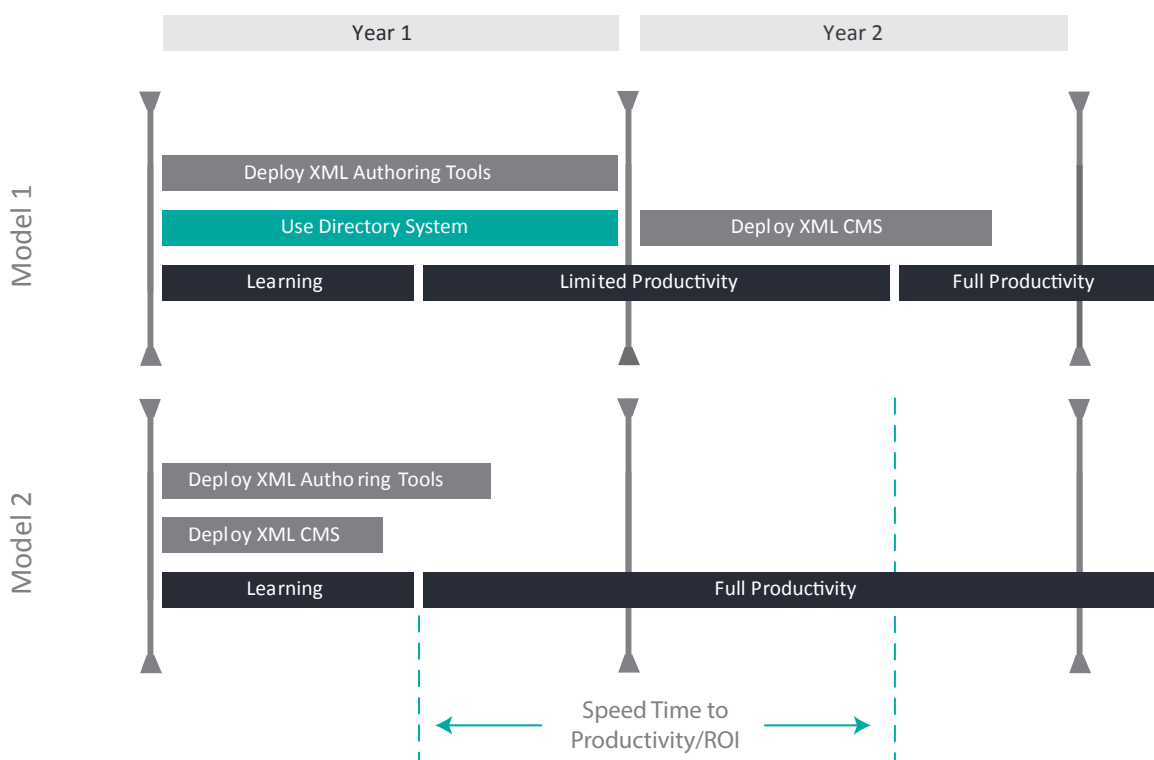 Year 1
Year 2
Model 1
Deploy XML Authoring Tools
Use Directory System
Deploy XML CMS
Learning
Limited Productivity
Full Productivity
Model 2
Deploy XML Authoring Tools
Deploy XML CMS
Learning
Full Productivity
Speed Time to
Productivity/ROI